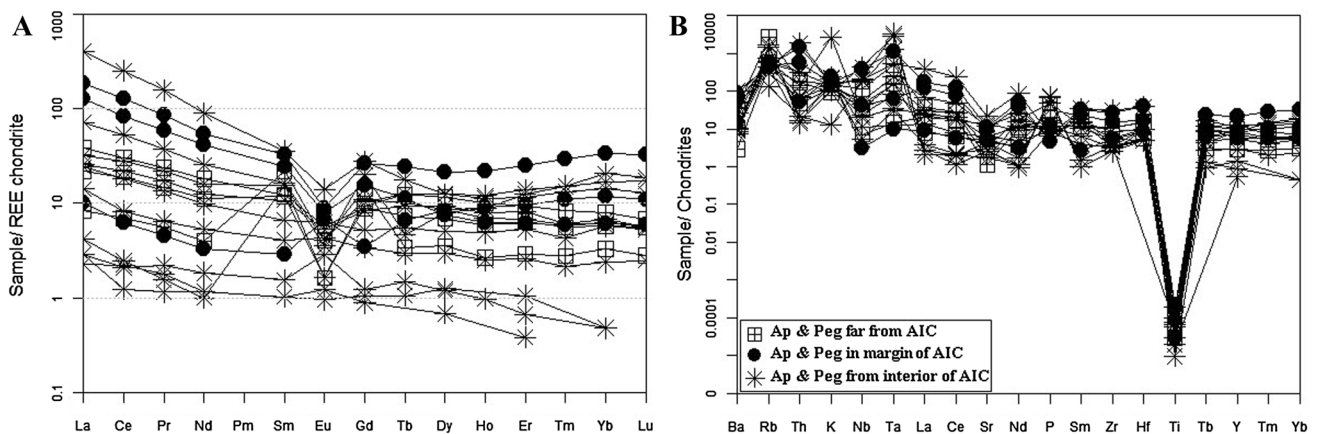 A
Sample/ REE chondrite
1000
100
10
1
0.1
La Ce Pr Nd Pm Sm Eu Gd Tb Dy Ho Er Tm Yb Lu
B
Sample/ Chondrites
10000
100
10
1
0.1
0.01
0.0001
0
Ap & Peg far from AIC
Ap & Peg in margin of AIC
Ap & Peg from interior of AIC
Ba Rb Th K Nb Ta La Ce Sr Nd P Sm Zr Hf Ti Tb Y Tm Yb